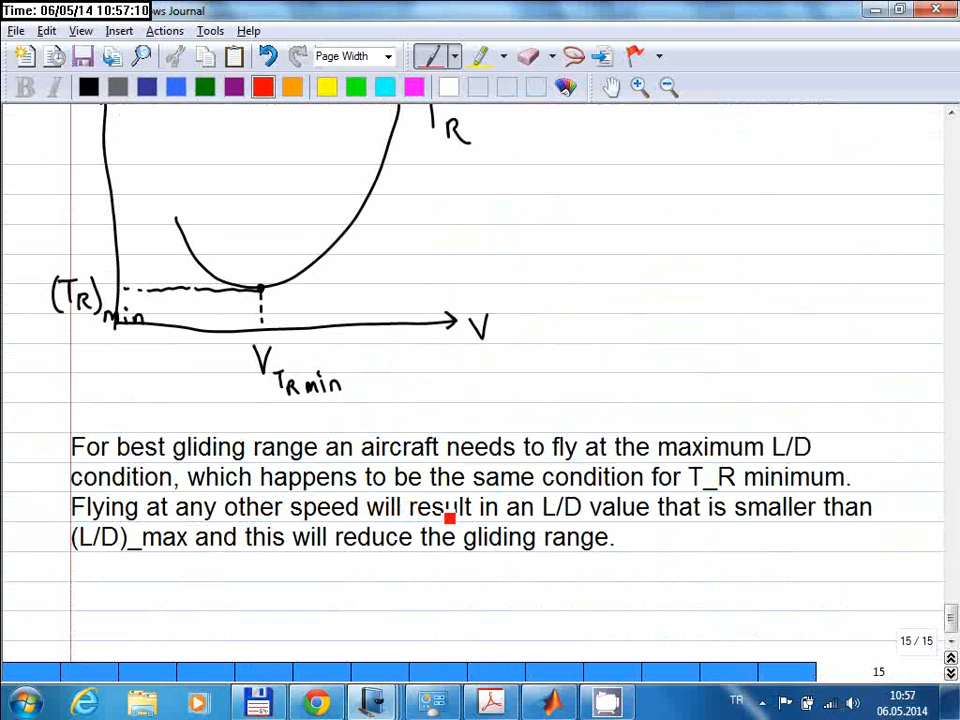 Time: 06/05/14 10:57:10
ows Journal
File Edit View Insert Actions Tools Help
Page Width
B I
T_R
(T_R)_min
V
V_T_R min
For best gliding range an aircraft needs to fly at the maximum L/D
condition, which happens to be the same condition for T_R minimum.
Flying at any other speed will result in an L/D value that is smaller than
(L/D)_max and this will reduce the gliding range.
15 / 15
15
TR
10:57
06.05.2014